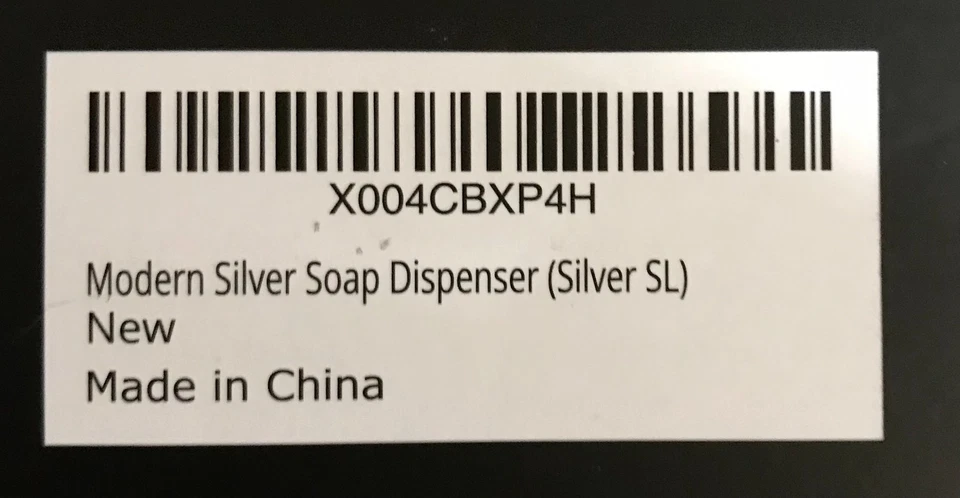 X004CBXP4H
Modern Silver Soap Dispenser (Silver SL)
New
Made in China